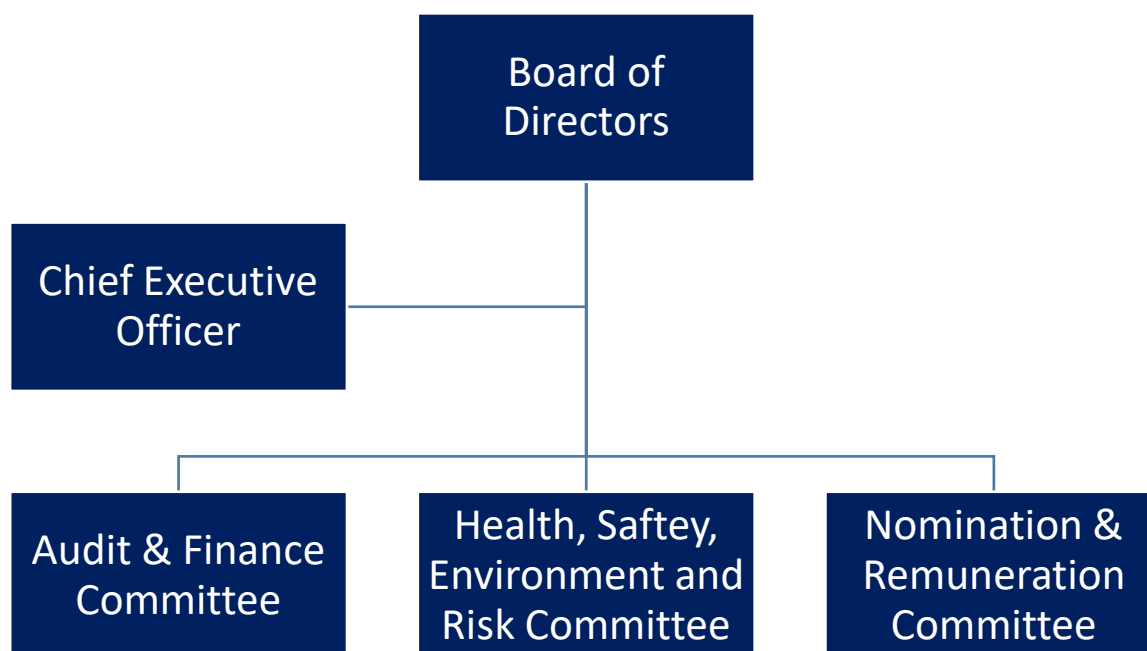 Board of
Directors
Chief Executive
Officer
Audit & Finance
Committee
Health, Saftey,
Environment and
Risk Committee
Nomination &
Remuneration
Committee